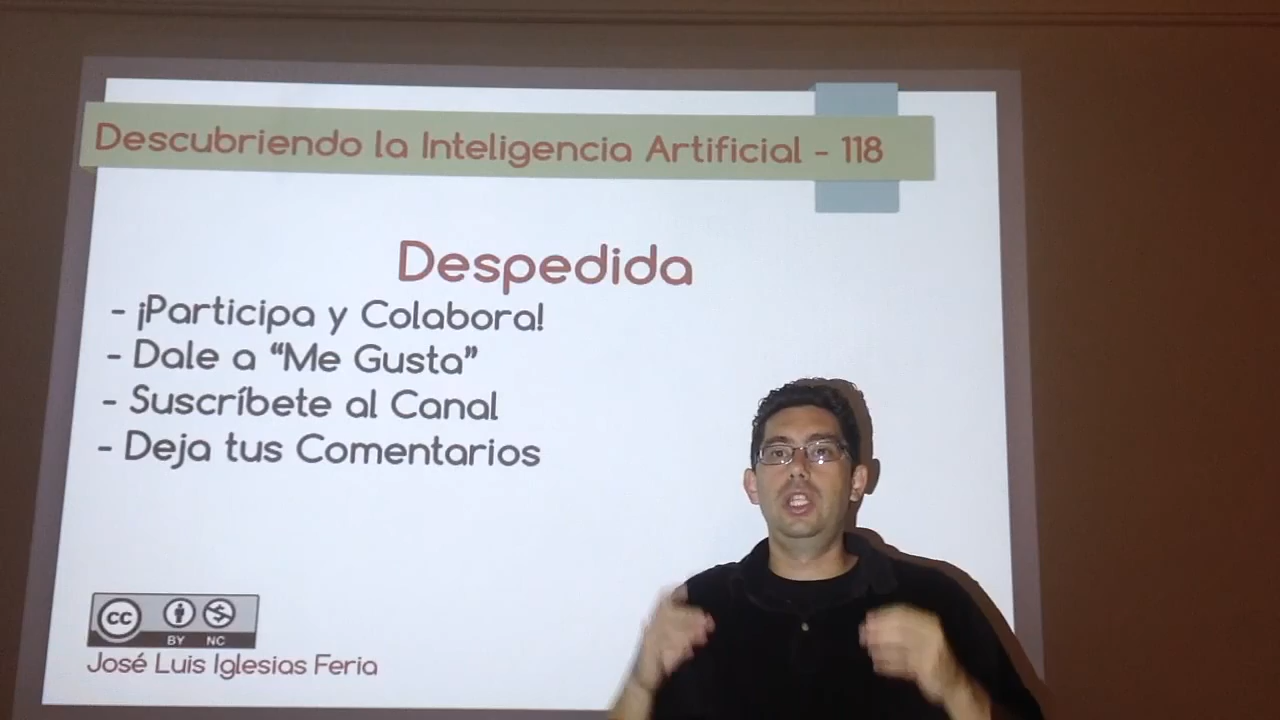 Descubriendo la Inteligencia Artificial - 118
Despedida
- ¡Participa y Colabora!
- Dale a “Me Gusta”
- Suscríbete al Canal
- Deja tus Comentarios
cc
BY NC
José Luis Iglesias Feria